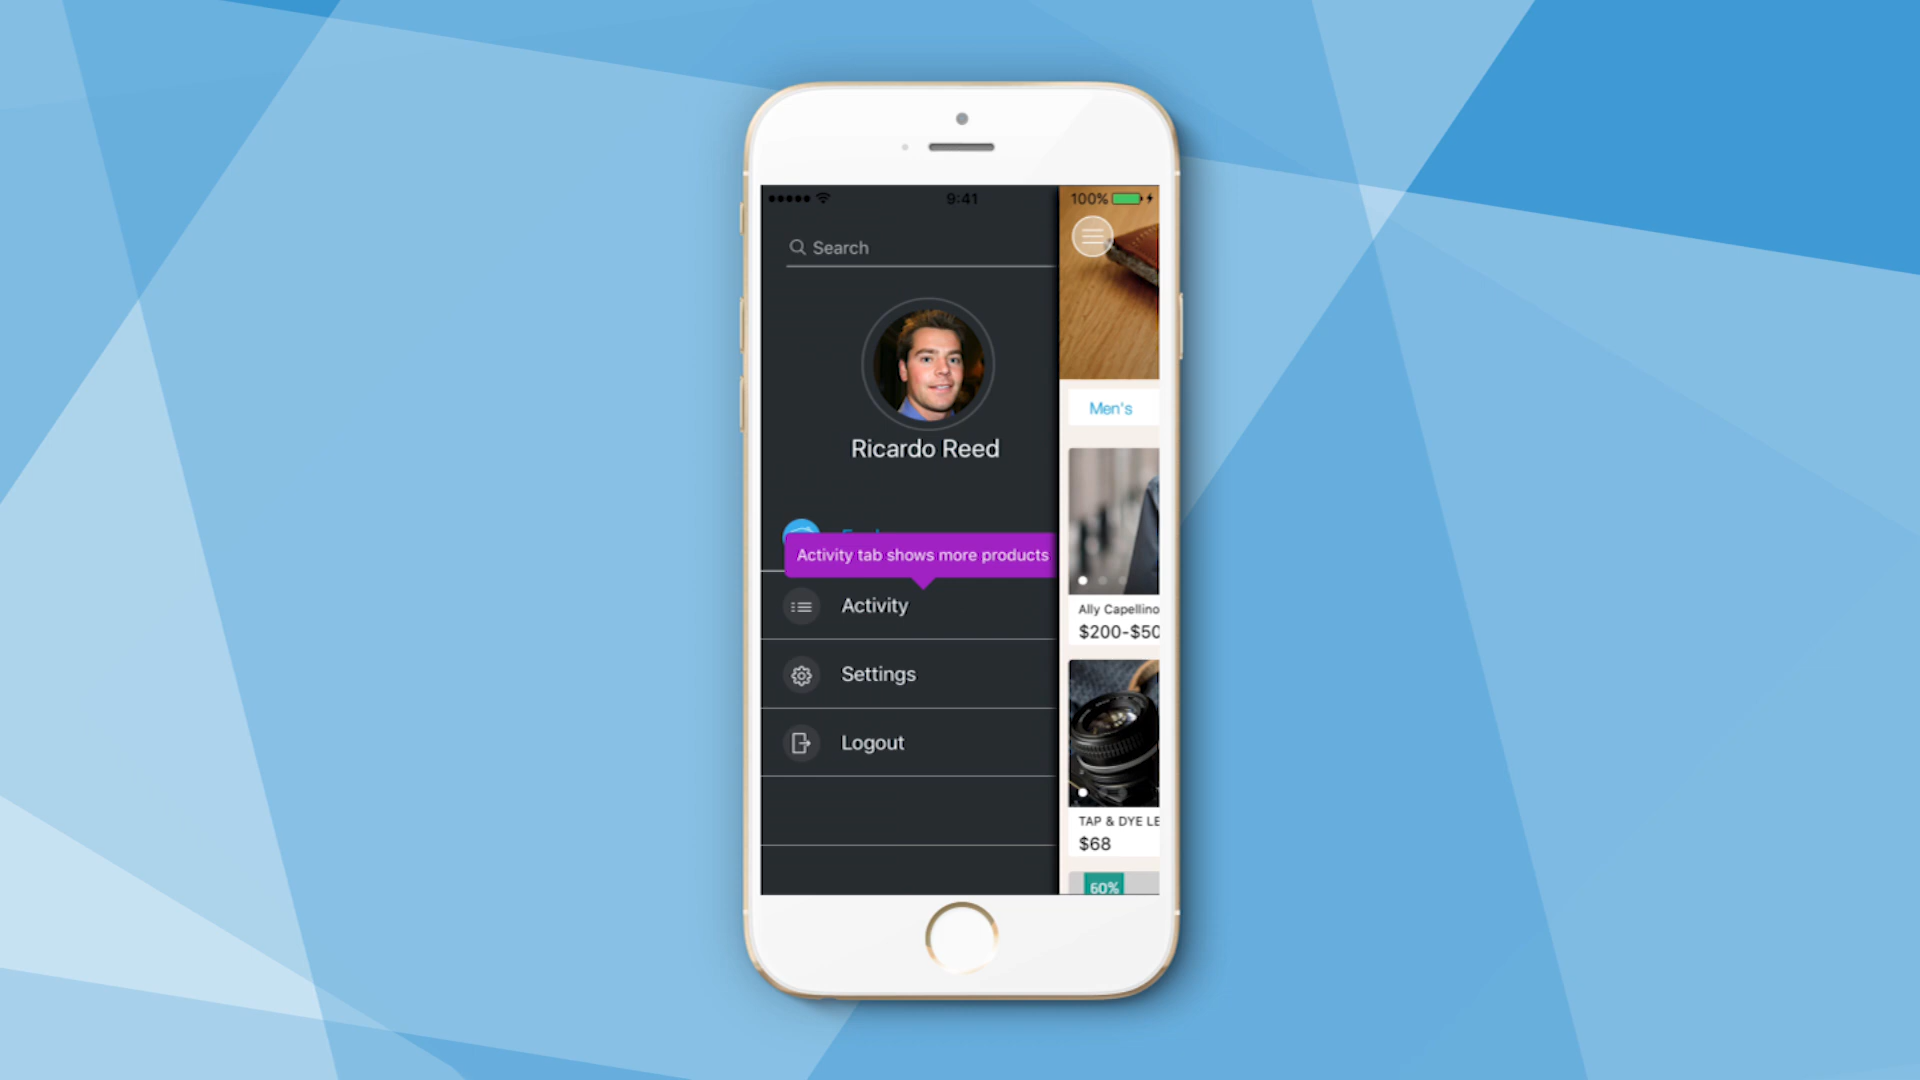 9:41
100%
Search
Ricardo Reed
Activity tab shows more products
Activity
Settings
Logout
Men's
Ally Capellino
$200-$50
TAP & DYE LE
$68
60%